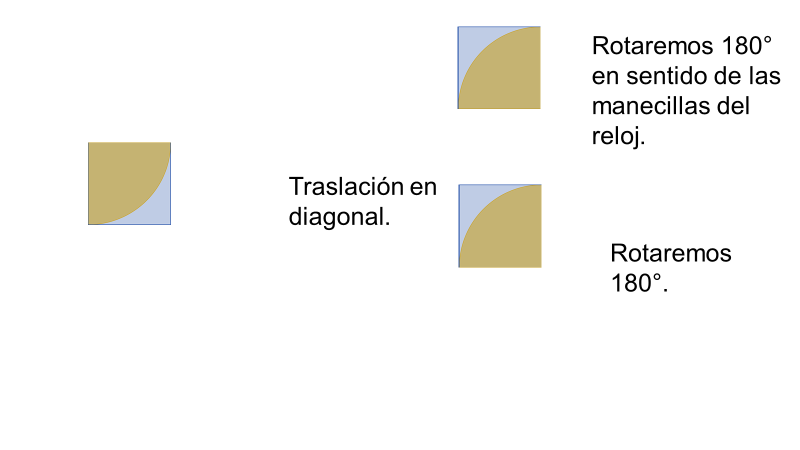 Rotaremos 180°
en sentido de las
manecillas del
reloj.
Traslación en
diagonal.
Rotaremos
180°.